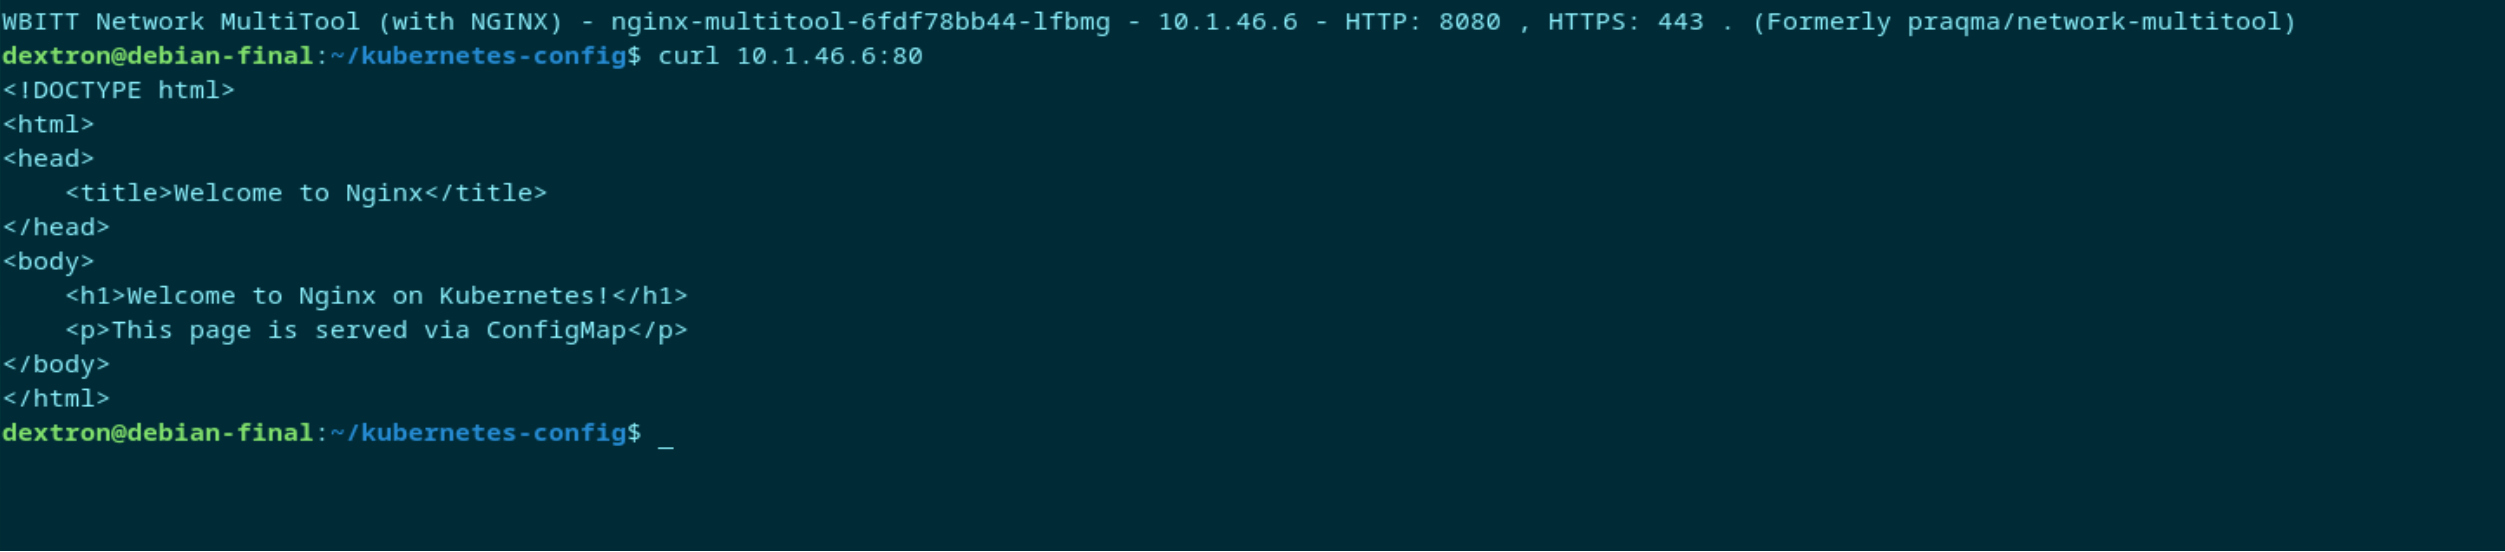 WBITT Network MultiTool (with NGINX) - nginx-multitool-6fdf78bb44-lfbmg - 10.1.46.6 - HTTP: 8080 , HTTPS: 443 . (Formerly praqma/network-multitool)
dextron@debian-final:~/kubernetes-config$ curl 10.1.46.6:80
<!DOCTYPE html>
<html>
<head>
    <title>Welcome to Nginx</title>
</head>
<body>
    <h1>Welcome to Nginx on Kubernetes!</h1>
    <p>This page is served via ConfigMap</p>
</body>
</html>
dextron@debian-final:~/kubernetes-config$ _